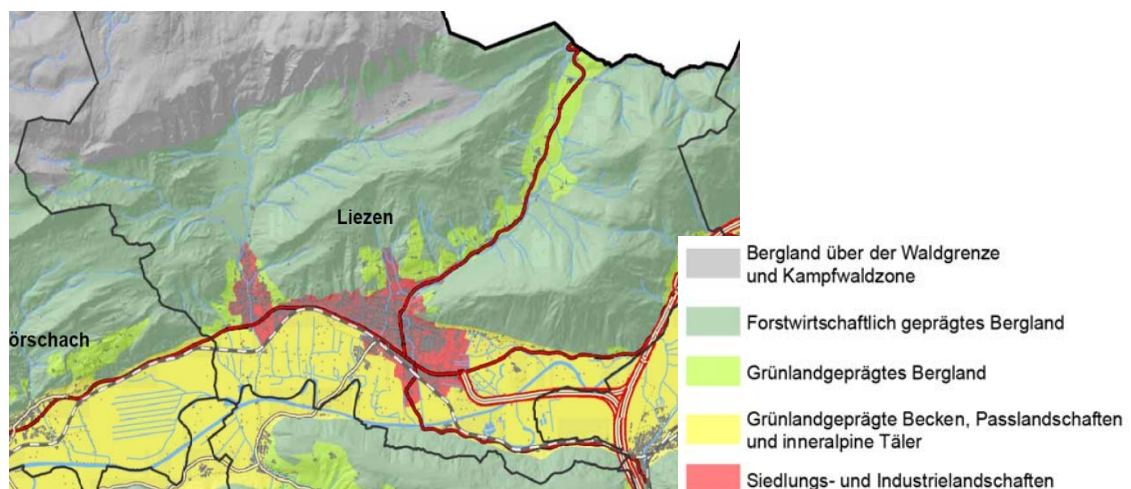 Liezen
örschach
Bergland über der Waldgrenze
und Kampfwaldzone
Forstwirtschaftlich geprägtes Bergland
Grünlandgeprägtes Bergland
Grünlandgeprägte Becken, Passlandschaften
und inneralpine Täler
Siedlungs- und Industrielandschaften